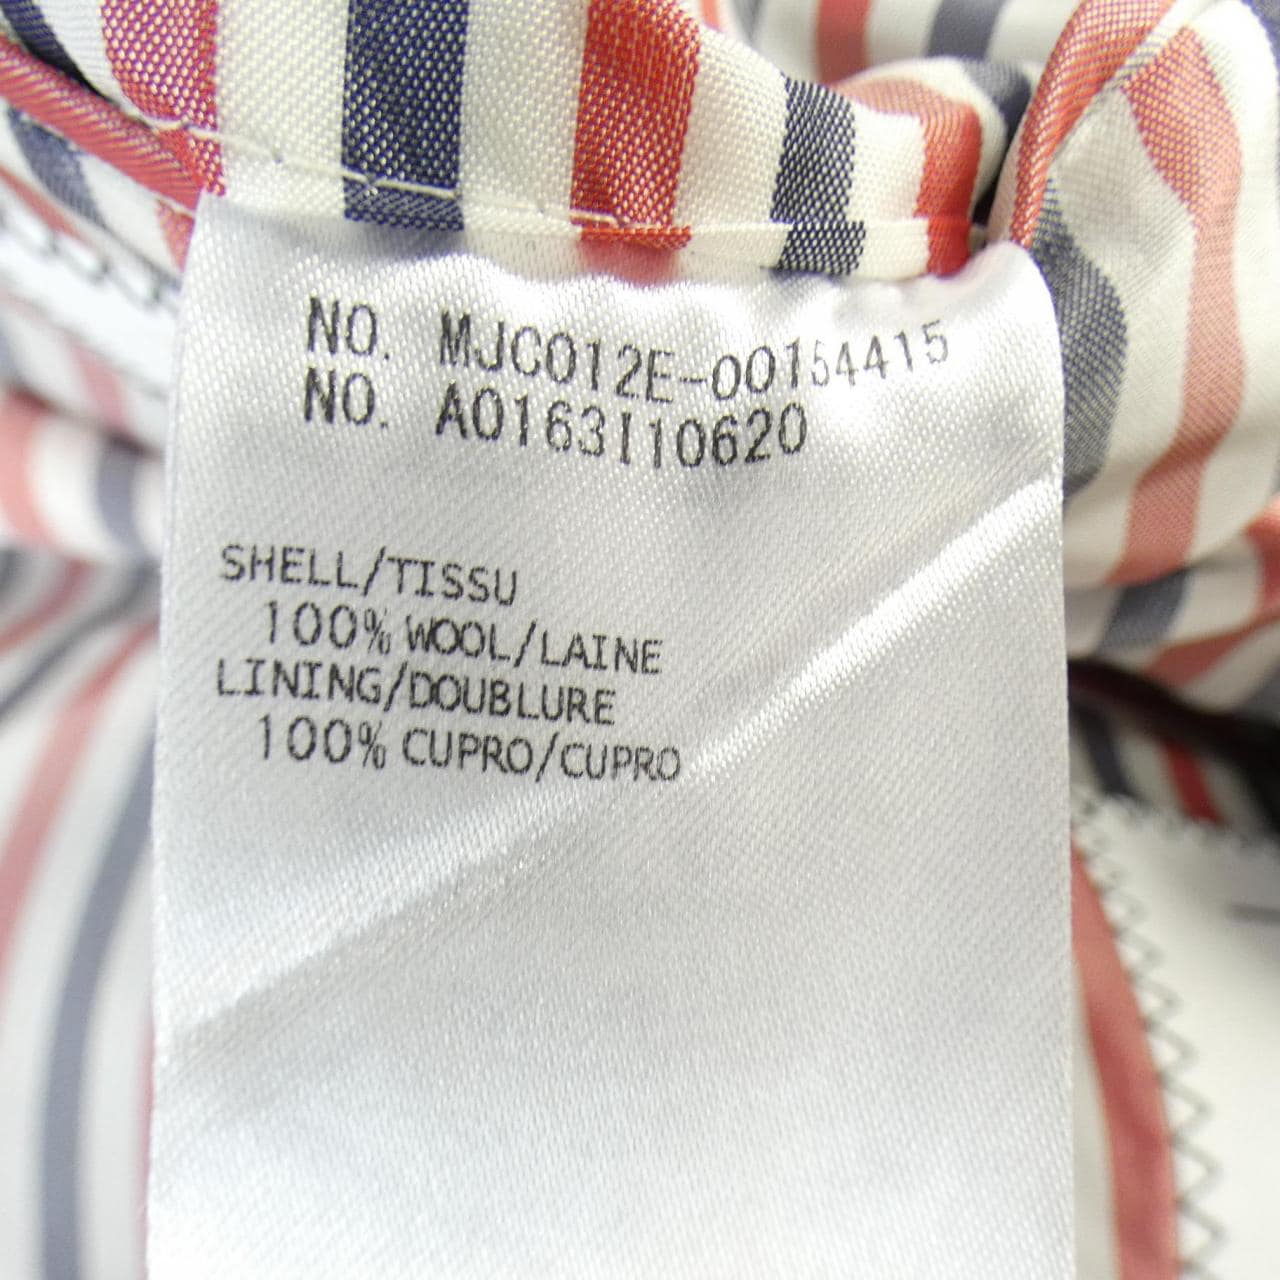 NO. MJC012E-00154415
NO. A0163I10620
SHELL/TISSU
100% WOOL/LAINE
LINING/DOUBLURE
100% CUPRO/CUPRO